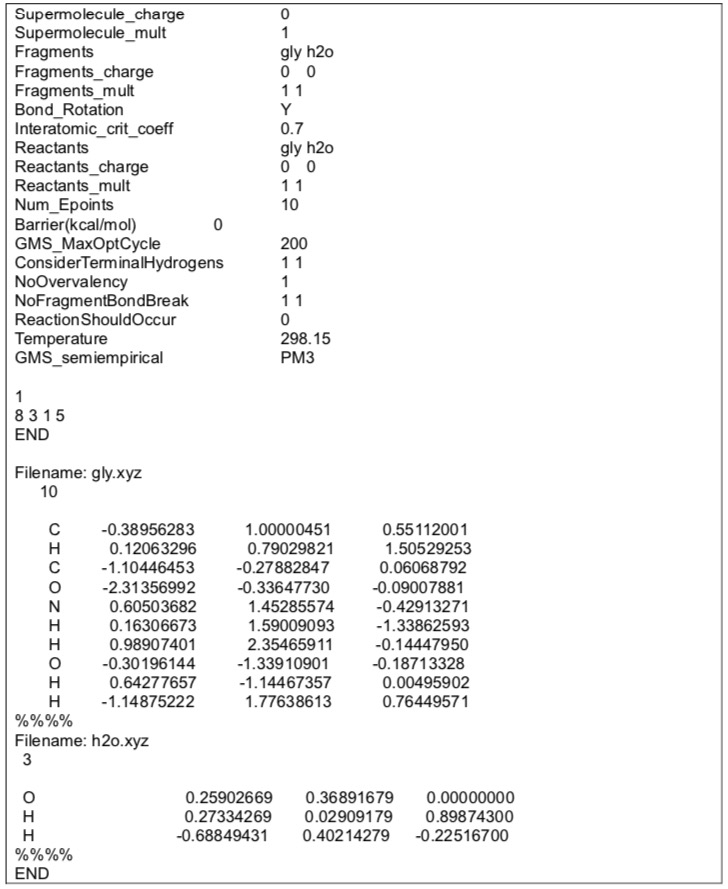 Supermolecule_charge 0
Supermolecule_mult 1
Fragments gly h2o
Fragments_charge 0 0
Fragments_mult 1 1
Bond_Rotation Y
Interatomic_crit_coeff 0.7
Reactants gly h2o
Reactants_charge 0 0
Reactants_mult 1 1
Num_Epoints 10
Barrier(kcal/mol) 0
GMS_MaxOptCycle 200
ConsiderTerminalHydrogens 1 1
NoOvervalency 1
NoFragmentBondBreak 1 1
ReactionShouldOccur 0
Temperature 298.15
GMS_semiempirical PM3
1
8 3 1 5
END
Filename: gly.xyz
10
C -0.38956283 1.00000451 0.55112001
H 0.12063296 0.79029821 1.50529253
C -1.10446453 -0.27882847 0.06068792
O -2.31356992 -0.33647730 -0.09007881
N 0.60503682 1.45285574 -0.42913271
H 0.16306673 1.59009093 -1.33862593
H 0.98907401 2.35465911 -0.14447950
O -0.30196144 -1.33910901 -0.18713328
H 0.64277657 -1.14467357 0.00495902
H -1.14875222 1.77638613 0.76449571
%%%%
Filename: h2o.xyz
3
O 0.25902669 0.36891679 0.00000000
H 0.27334269 0.02909179 0.89874300
H -0.68849431 0.40214279 -0.22516700
%%%%
END